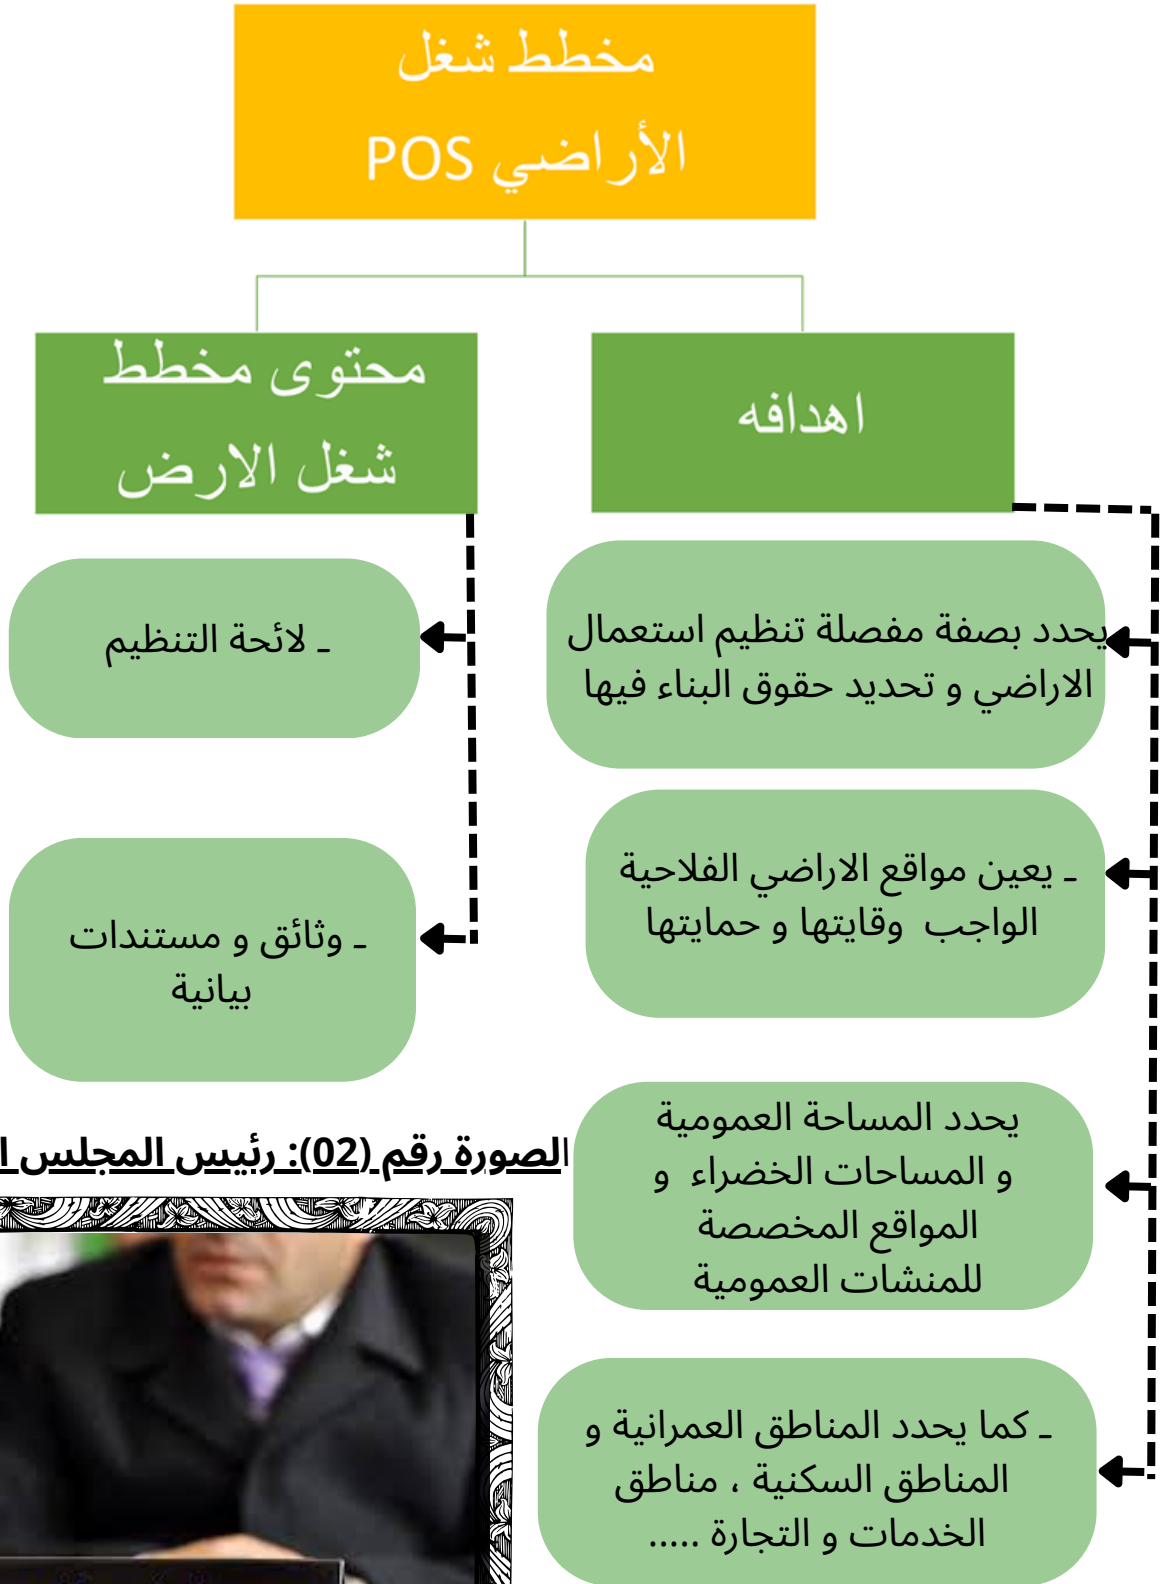 مخطط شغل
الأراضي POS
اهدافه
محتوى مخطط
شغل الارض
يحدد بصفة مفصلة تنظيم استعمال
الاراضي و تحديد حقوق البناء فيها
ـ يعين مواقع الاراضي الفلاحية
الواجب وقايتها و حمايتها
يحدد المساحة العمومية
و المساحات الخضراء و
المواقع المخصصة
للمنشات العمومية
ـ كما يحدد المناطق العمرانية و
المناطق السكنية ، مناطق
الخدمات و التجارة .....
ـ لائحة التنظيم
ـ وثائق و مستندات
بيانية
الصورة رقم (02): رئيس المجلس